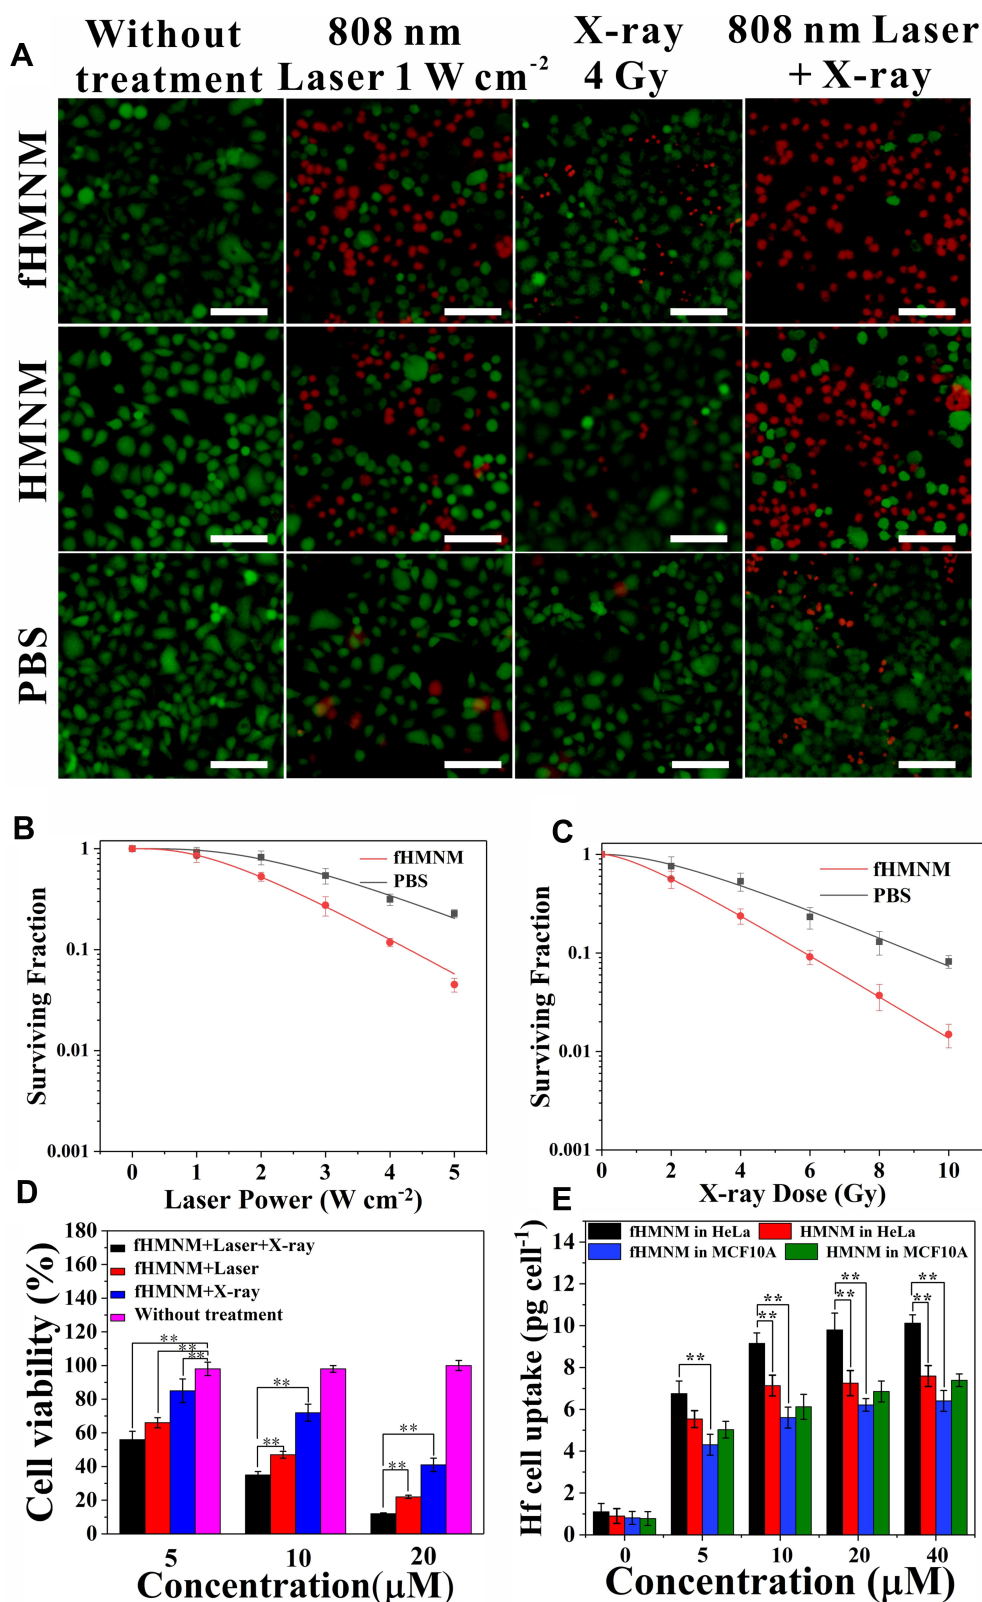 A
Without treatment
808 nm Laser 1 W cm-2
X-ray 4 Gy
808 nm Laser + X-ray
fHMNM
HMNM
PBS
B
1
0.1
0.01
0.001
Surviving Fraction
fHMNM
PBS
0 1 2 3 4 5
Laser Power (W cm-2)
C
1
0.1
0.01
0.001
Surviving Fraction
fHMNM
PBS
0 2 4 6 8 10
X-ray Dose (Gy)
D
180
160
140
120
100
80
60
40
20
0
Cell viability (%)
fHMNM+Laser+X-ray
fHMNM+Laser
fHMNM+X-ray
Without treatment
**
**
**
**
**
**
**
5 10 20
Concentration(μM)
E
14
12
10
8
6
4
2
0
Hf cell uptake (pg cell-1)
fHMNM in HeLa HMNM in HeLa
fHMNM in MCF10A HMNM in MCF10A
**
**
**
**
**
**
**
0 5 10 20 40
Concentration (μM)